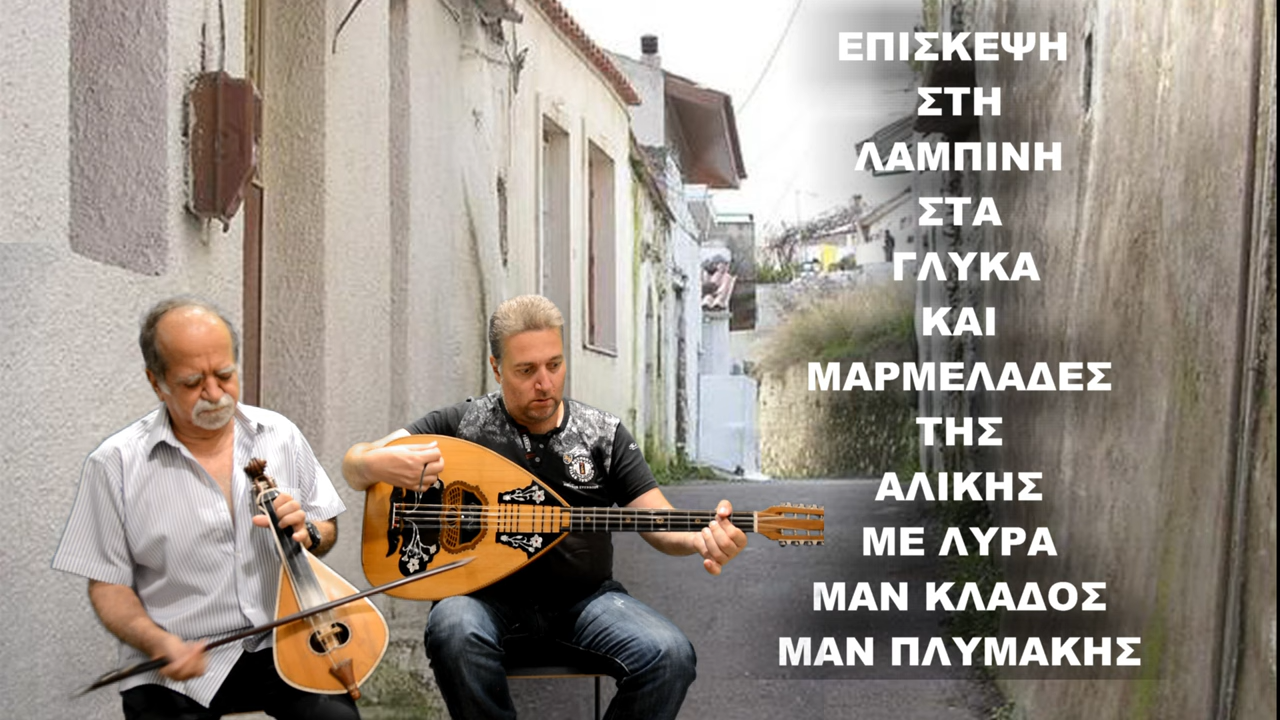 ΕΠΙΣΚΕΨΗ
ΣΤΗ
ΛΑΜΠΙΝΗ
ΣΤΑ
ΓΛΥΚΑ
ΚΑΙ
ΜΑΡΜΕΛΑΔΕΣ
ΤΗΣ
ΑΛΙΚΗΣ
ΜΕ ΛΥΡΑ
ΜΑΝ ΚΛΑΔΟΣ
ΜΑΝ ΠΛΥΜΑΚΗΣ